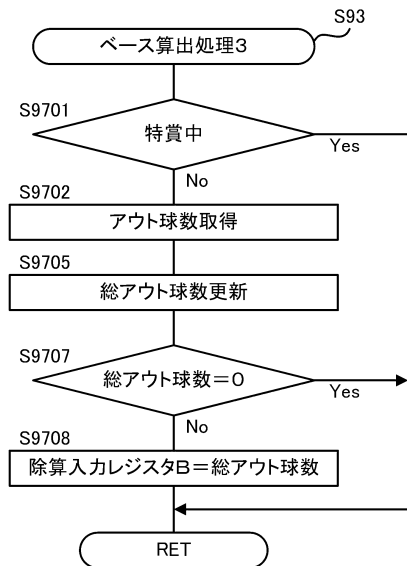 S93
ベース算出処理3
S9701
特賞中
Yes
No
S9702
アウト球数取得
S9705
総アウト球数更新
S9707
総アウト球数=0
Yes
No
S9708
除算入力レジスタB=総アウト球数
RET